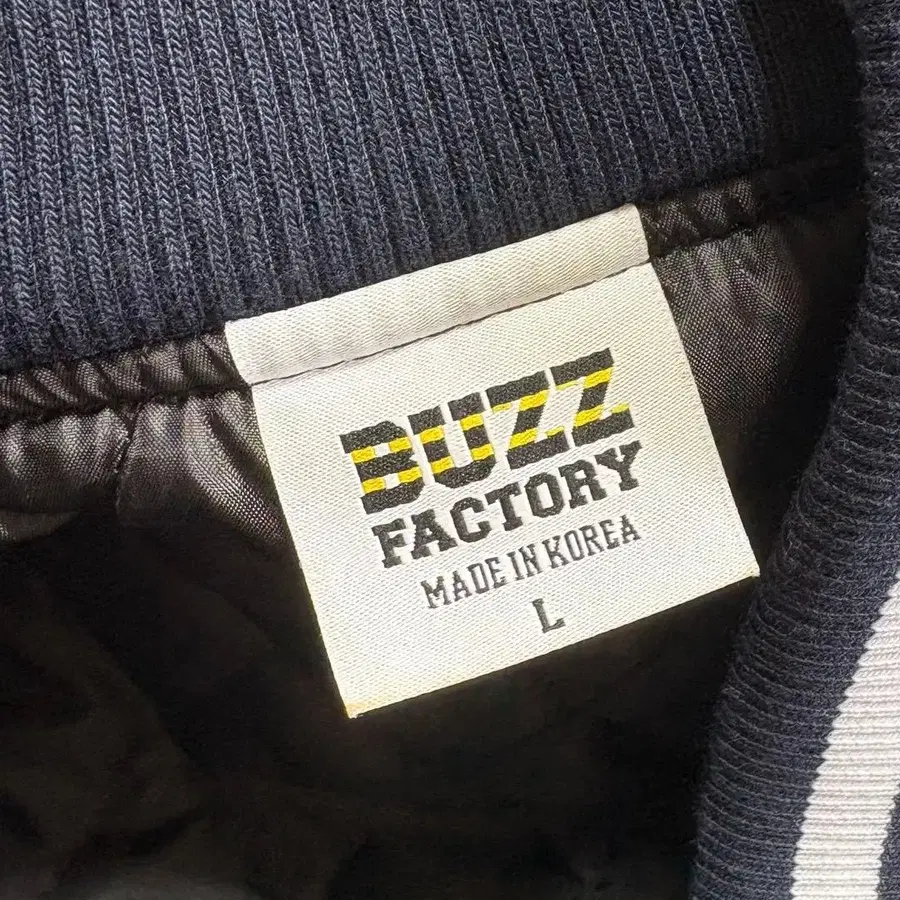 BUZZ
FACTORY
MADE IN KOREA
L